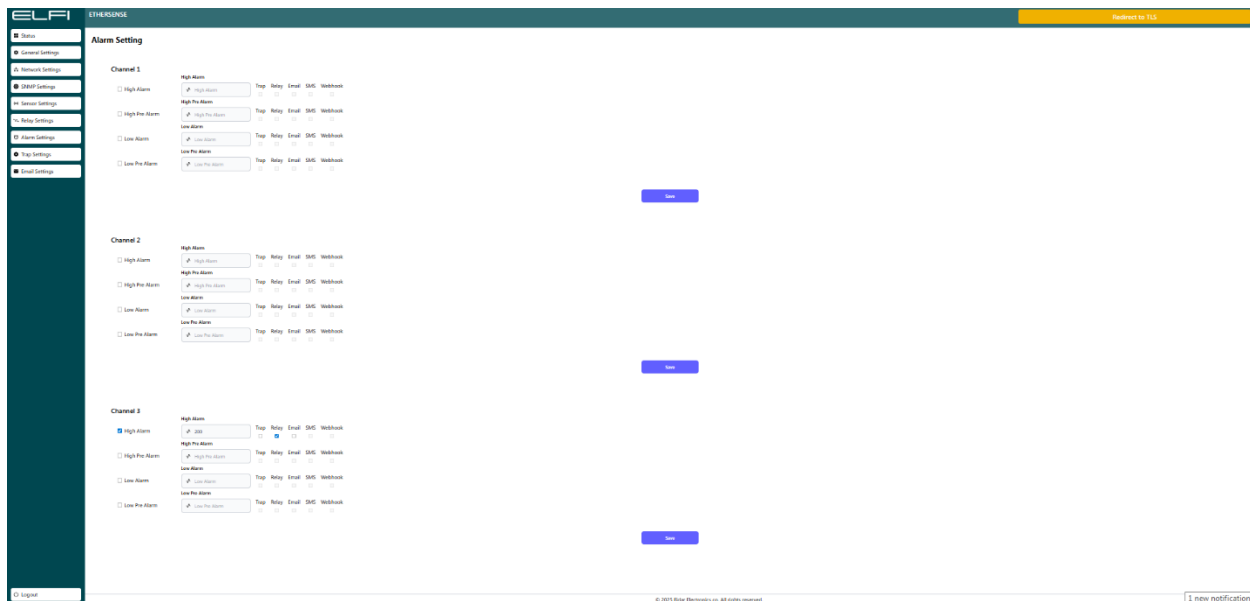 ELFI
ETHERSENSE
Redirect to TLS
Status
General Settings
Network Settings
SNMP Settings
Sensor Settings
Relay Settings
Alarm Settings
Trap Settings
Email Settings
Logout
Alarm Setting
Channel 1
High Alarm
High Alarm High Alarm Trap Relay Email SMS Webhook
High Pre Alarm
High Pre Alarm High Pre Alarm Trap Relay Email SMS Webhook
Low Alarm
Low Alarm Low Alarm Trap Relay Email SMS Webhook
Low Pre Alarm
Low Pre Alarm Low Pre Alarm Trap Relay Email SMS Webhook
Save
Channel 2
High Alarm
High Alarm High Alarm Trap Relay Email SMS Webhook
High Pre Alarm
High Pre Alarm High Pre Alarm Trap Relay Email SMS Webhook
Low Alarm
Low Alarm Low Alarm Trap Relay Email SMS Webhook
Low Pre Alarm
Low Pre Alarm Low Pre Alarm Trap Relay Email SMS Webhook
Save
Channel 3
High Alarm
High Alarm Trap Relay Email SMS Webhook
High Pre Alarm
High Pre Alarm High Pre Alarm Trap Relay Email SMS Webhook
Low Alarm
Low Alarm Low Alarm Trap Relay Email SMS Webhook
Low Pre Alarm
Low Pre Alarm Low Pre Alarm Trap Relay Email SMS Webhook
Save
Electronics co. All rights reserved.
1 new notification